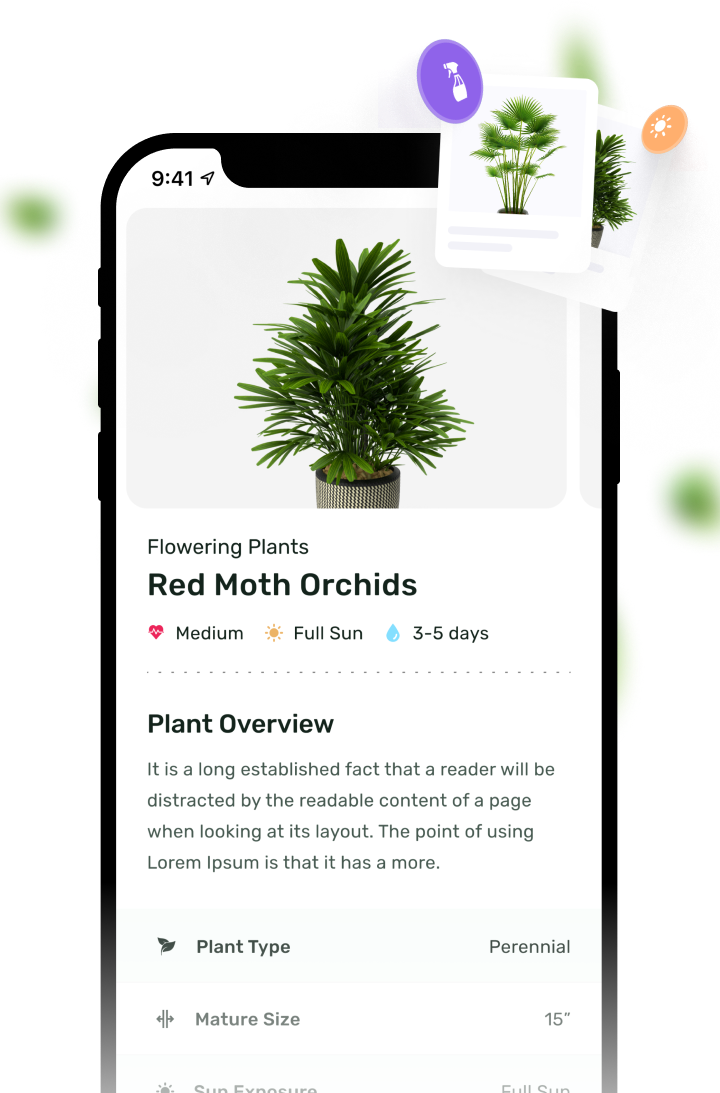 9:41
Flowering Plants
Red Moth Orchids
Medium Full Sun 3-5 days
Plant Overview
It is a long established fact that a reader will be
distracted by the readable content of a page
when looking at its layout. The point of using
Lorem Ipsum is that it has a more.
Plant Type Perennial
Mature Size 15”
Sun Exposure Full Sun